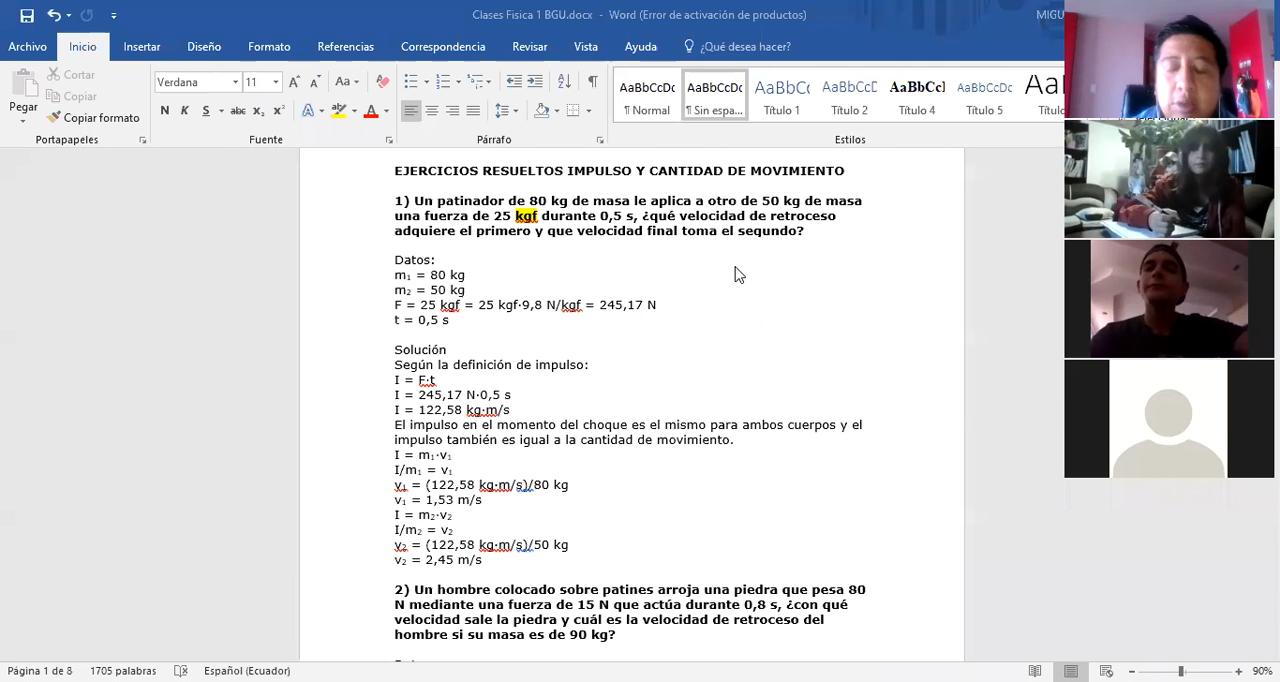 Clases Fisica 1 BGU.docx - Word (Error de activación de productos)
MIGU
Archivo Inicio Insertar Diseño Formato Referencias Correspondencia Revisar Vista Ayuda ¿Qué desea hacer?
Pegar
Cortar
Copiar
Copiar formato
Portapapeles
Verdana 11
N K S abc x₂ x²
Fuente
Párrafo
AaBbCcDc AaBbCcDc AaBbCc AaBbCcD AaBbCcI AaBbCcDc Aa
¶ Normal ¶ Sin espa... Título 1 Título 2 Título 4 Título 5 Título
Estilos
EJERCICIOS RESUELTOS IMPULSO Y CANTIDAD DE MOVIMIENTO
1) Un patinador de 80 kg de masa le aplica a otro de 50 kg de masa
una fuerza de 25 kgf durante 0,5 s, ¿qué velocidad de retroceso
adquiere el primero y que velocidad final toma el segundo?
Datos:
m₁ = 80 kg
m₂ = 50 kg
F = 25 kgf = 25 kgf·9,8 N/kgf = 245,17 N
t = 0,5 s
Solución
Según la definición de impulso:
I = F·t
I = 245,17 N·0,5 s
I = 122,58 kg·m/s
El impulso en el momento del choque es el mismo para ambos cuerpos y el
impulso también es igual a la cantidad de movimiento.
I = m₁·v₁
I/m₁ = v₁
v₁ = (122,58 kg·m/s)/80 kg
v₁ = 1,53 m/s
I = m₂·v₂
I/m₂ = v₂
v₂ = (122,58 kg·m/s)/50 kg
v₂ = 2,45 m/s
2) Un hombre colocado sobre patines arroja una piedra que pesa 80
N mediante una fuerza de 15 N que actúa durante 0,8 s, ¿con qué
velocidad sale la piedra y cuál es la velocidad de retroceso del
hombre si su masa es de 90 kg?
Página 1 de 8 1705 palabras Español (Ecuador) 90%